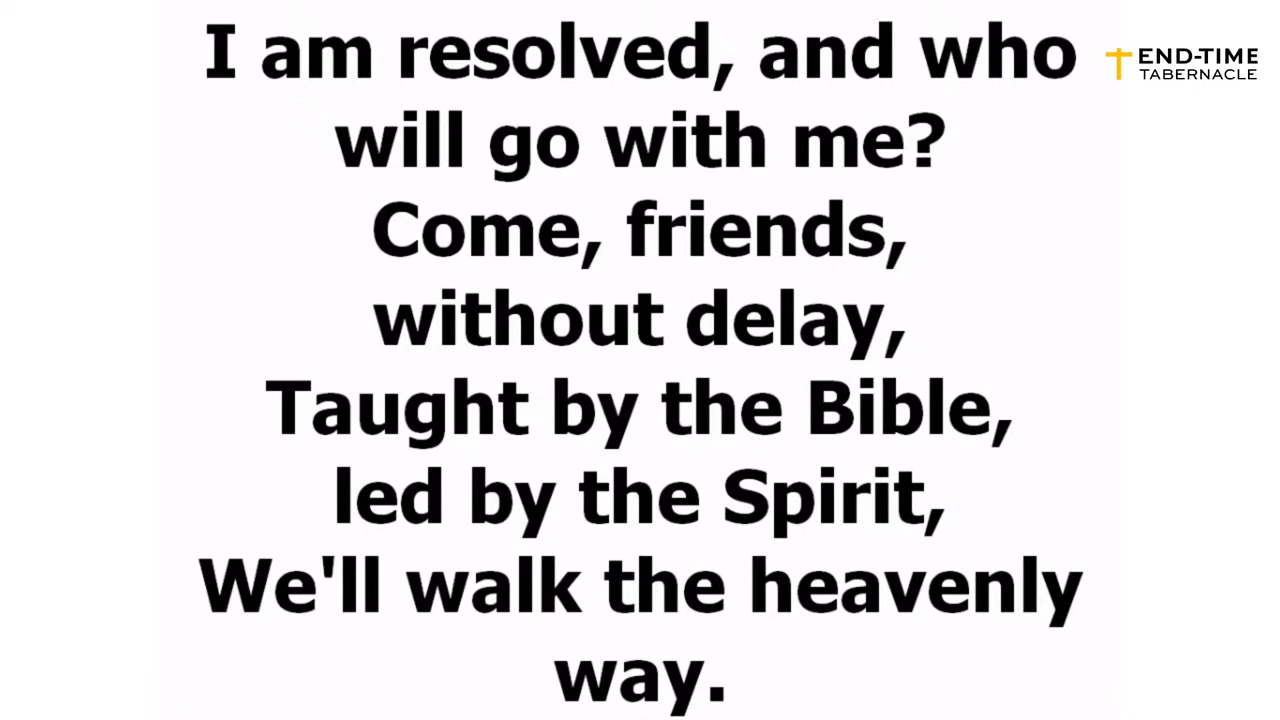 I am resolved, and who
will go with me?
Come, friends,
without delay,
Taught by the Bible,
led by the Spirit,
We'll walk the heavenly
way.
END-TIME
TABERNACLE